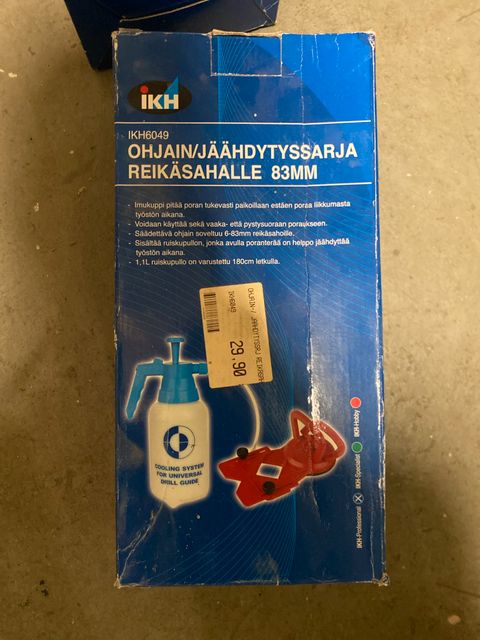 IKH
IKH6049
OHJAIN/JÄÄHDYTYSSARJA
REIKÄSAHALLE 83MM
- Imukuppi pitää poran tukevasti paikoillaan estäen poraa liikkumasta
työstön aikana.
- Voidaan käyttää sekä vaaka- että pystysuoraan poraukseen.
- Säädettävä ohjain soveltuu 6-83mm reikäsahoille.
- Sisältää ruiskupullon, jonka avulla poranterää on helppo jäähdyttää
työstön aikana.
- 1,1L ruiskupullo on varustettu 180cm letkulla.
IKH6049
29,90
COOLING SYSTEM
FOR UNIVERSAL
DRILL GUIDE
IKH-Professional
IKH-Specialist
IKH-Hobby